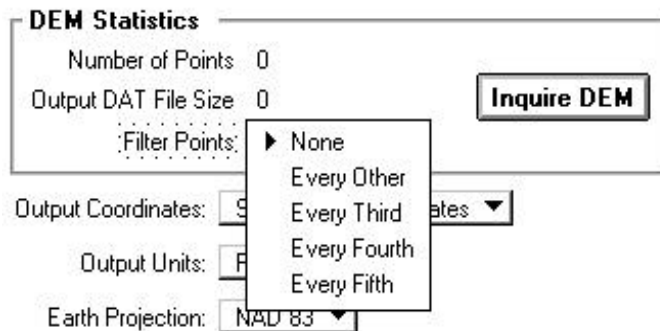 DEM Statistics
Number of Points 0
Output DAT File Size 0
Inquire DEM
Filter Points:
None
Every Other
Every Third
Every Fourth
Every Fifth
Output Coordinates:
Output Units:
Earth Projection: NAD 83